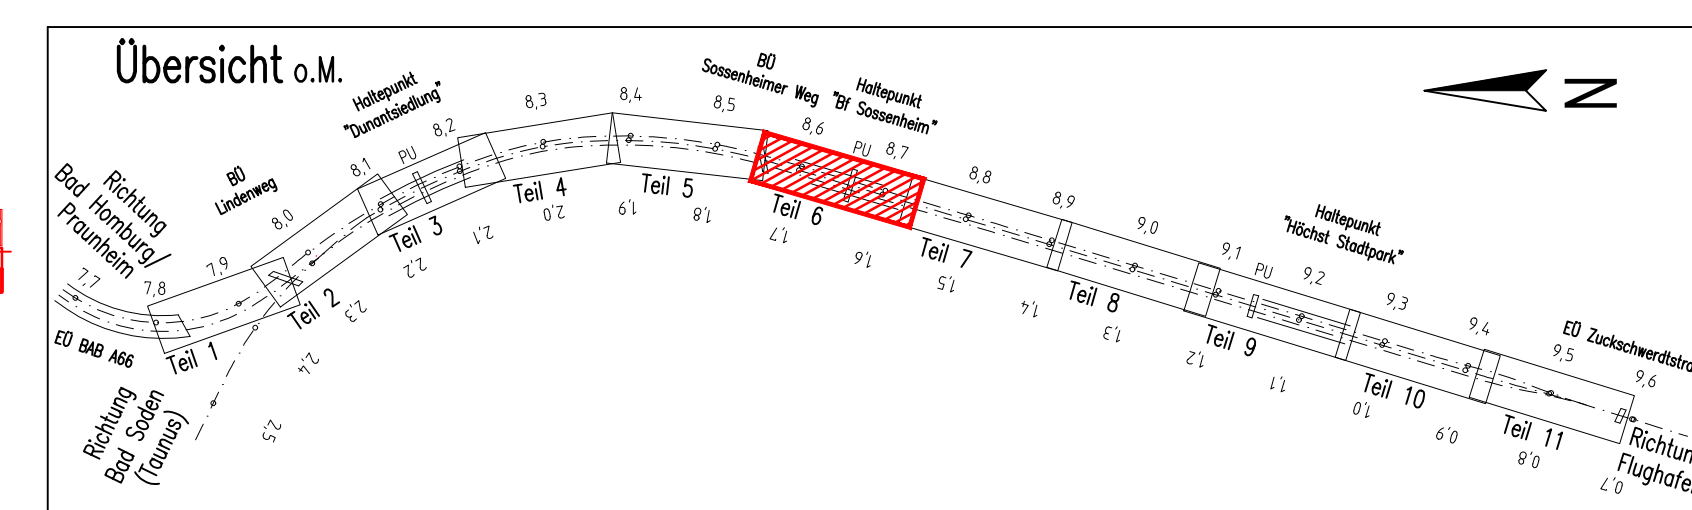 Übersicht o.M.
N
Richtung
Bad Homburg/
Praunheim
7,7
7,8
7,9
BÜ
Lindenweg
8,0
8,1
Haltepunkt
"Dunantsiedlung"
PU
8,2
8,3
8,4
8,5
BÜ
Sossenheimer Weg
8,6
Haltepunkt
"Bf Sossenheim"
PU
8,7
8,8
8,9
9,0
9,1
PU
Haltepunkt
"Höchst Stadtpark"
9,2
9,3
9,4
9,5
EÜ Zuckschwerdtstra
9,6
EÜ BAB A66
Teil 1
Teil 2
Teil 3
Teil 4
Teil 5
Teil 6
Teil 7
Teil 8
Teil 9
Teil 10
Teil 11
Richtung
Bad Soden
(Taunus)
2,5
2,4
2,3
2,2
2,1
2,0
1,9
1,8
1,7
1,6
1,5
1,4
1,3
1,2
1,1
1,0
0,9
0,8
0,7
Richtun
Flughafe